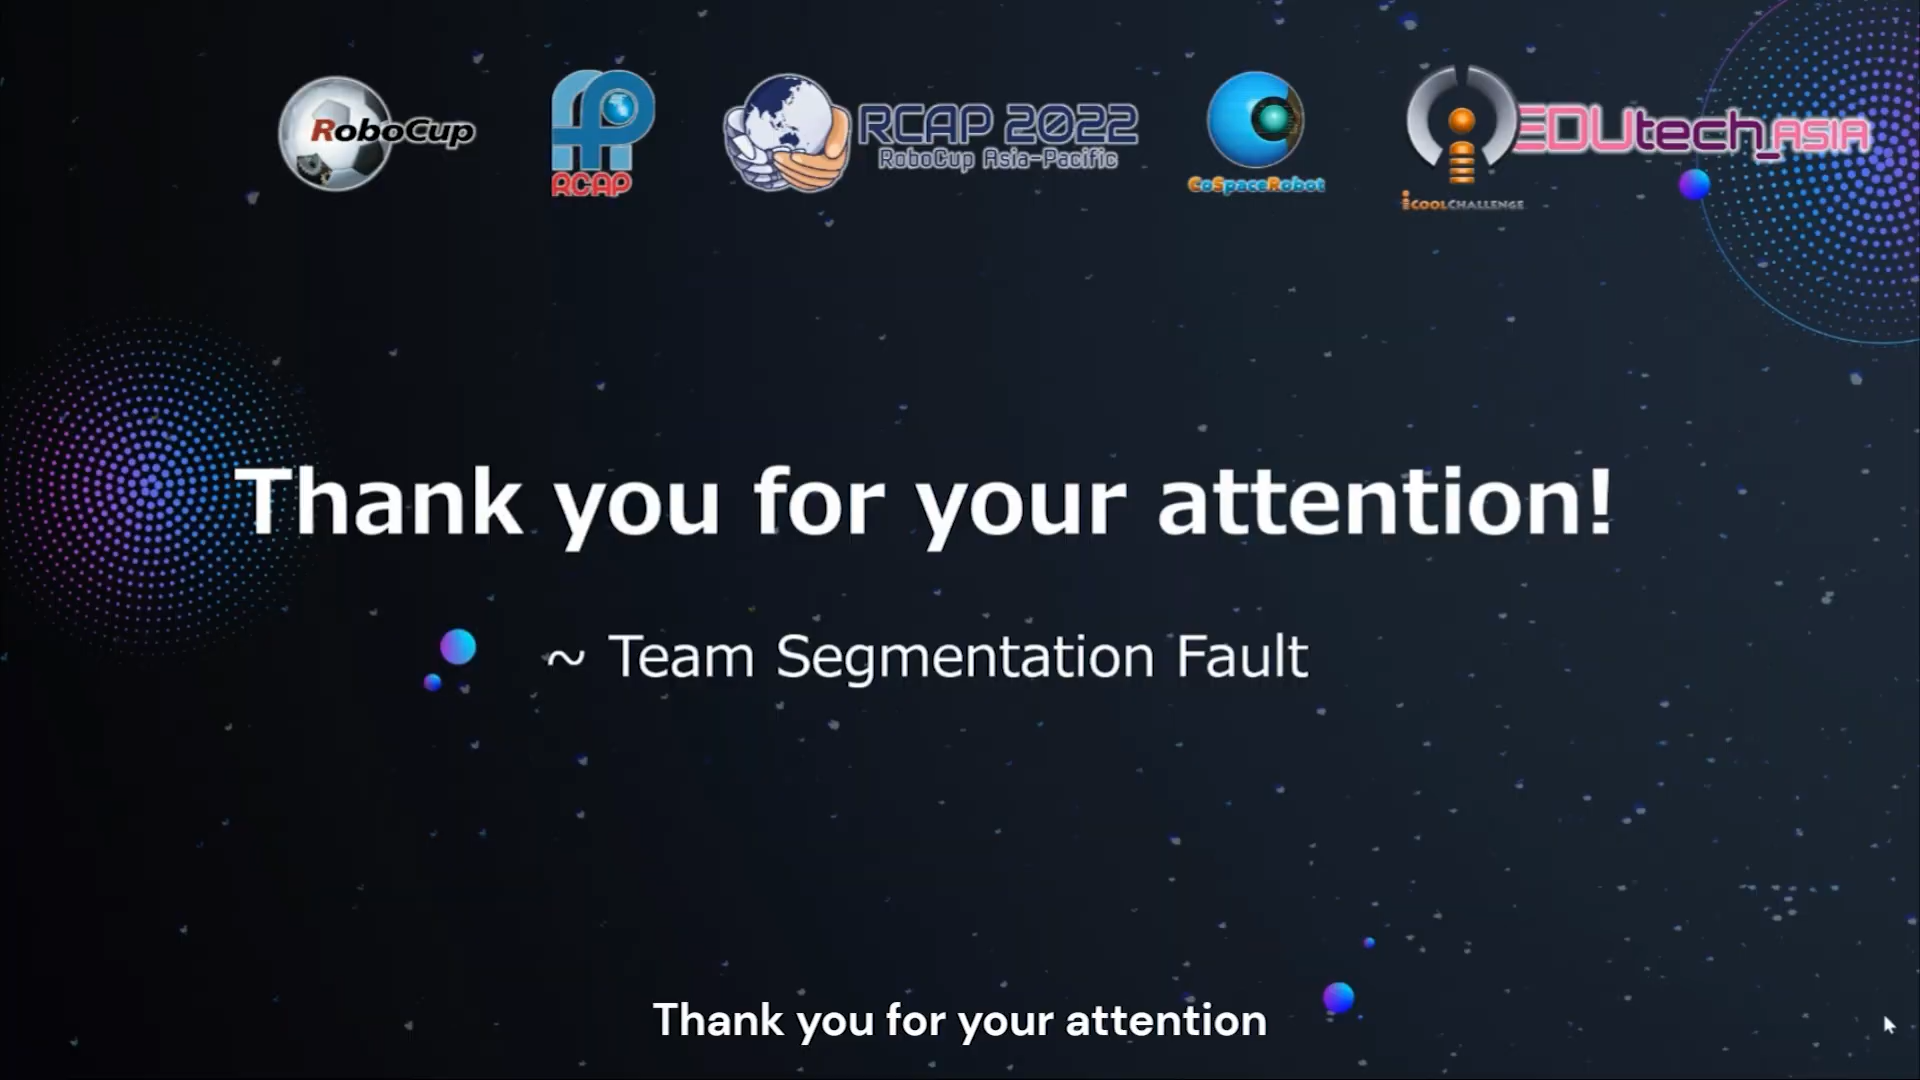 RoboCup
RCAP
RCAP 2022
RoboCup Asia-Pacific
CoSpaceRobot
iCOOLCHALLENGE
EDUtech_ASIA
Thank you for your attention!
~ Team Segmentation Fault
Thank you for your attention